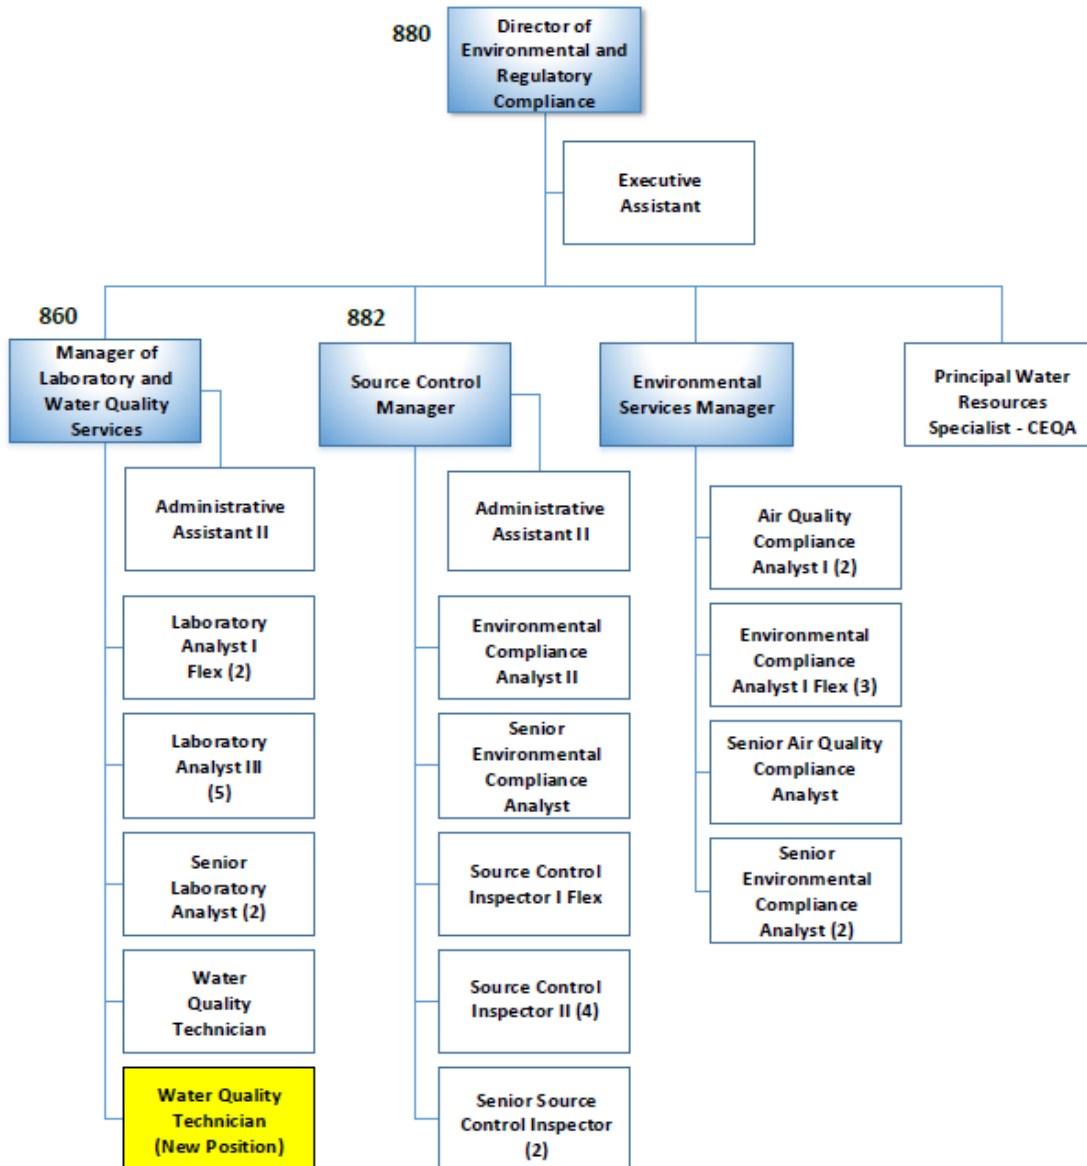 880
Director of
Environmental and
Regulatory
Compliance
Executive
Assistant
860
Manager of
Laboratory and
Water Quality
Services
882
Source Control
Manager
Environmental
Services Manager
Principal Water
Resources
Specialist - CEQA
Administrative
Assistant II
Laboratory
Analyst I
Flex (2)
Laboratory
Analyst III
(5)
Senior
Laboratory
Analyst (2)
Water
Quality
Technician
Water Quality
Technician
(New Position)
Administrative
Assistant II
Environmental
Compliance
Analyst II
Senior
Environmental
Compliance
Analyst
Source Control
Inspector I Flex
Source Control
Inspector II (4)
Senior Source
Control Inspector
(2)
Air Quality
Compliance
Analyst I (2)
Environmental
Compliance
Analyst I Flex (3)
Senior Air Quality
Compliance
Analyst
Senior
Environmental
Compliance
Analyst (2)